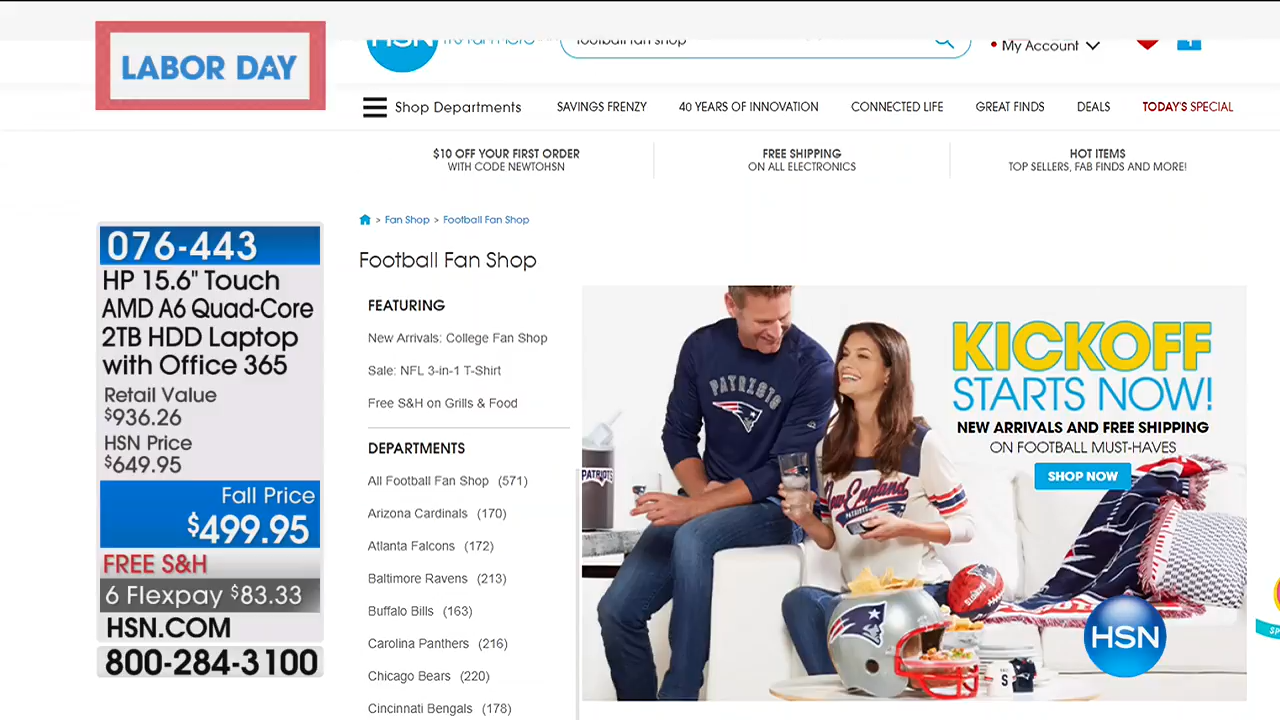 LABOR DAY
HSN
football fan shop
My Account
Shop Departments
SAVINGS FRENZY
40 YEARS OF INNOVATION
CONNECTED LIFE
GREAT FINDS
DEALS
TODAY'S SPECIAL
$10 OFF YOUR FIRST ORDER
WITH CODE NEWTOHSN
FREE SHIPPING
ON ALL ELECTRONICS
HOT ITEMS
TOP SELLERS, FAB FINDS AND MORE!
> Fan Shop > Football Fan Shop
Football Fan Shop
FEATURING
New Arrivals: College Fan Shop
Sale: NFL 3-in-1 T-Shirt
Free S&H on Grills & Food
DEPARTMENTS
All Football Fan Shop (571)
Arizona Cardinals (170)
Atlanta Falcons (172)
Baltimore Ravens (213)
Buffalo Bills (163)
Carolina Panthers (216)
Chicago Bears (220)
Cincinnati Bengals (178)
076-443
HP 15.6" Touch
AMD A6 Quad-Core
2TB HDD Laptop
with Office 365
Retail Value
$936.26
HSN Price
$649.95
Fall Price
$499.95
FREE S&H
6 Flexpay $83.33
HSN.COM
800-284-3100
KICKOFF
STARTS NOW!
NEW ARRIVALS AND FREE SHIPPING
ON FOOTBALL MUST-HAVES
SHOP NOW
PATRIOTS
PATRIOTS
New England
PATRIOTS
HSN